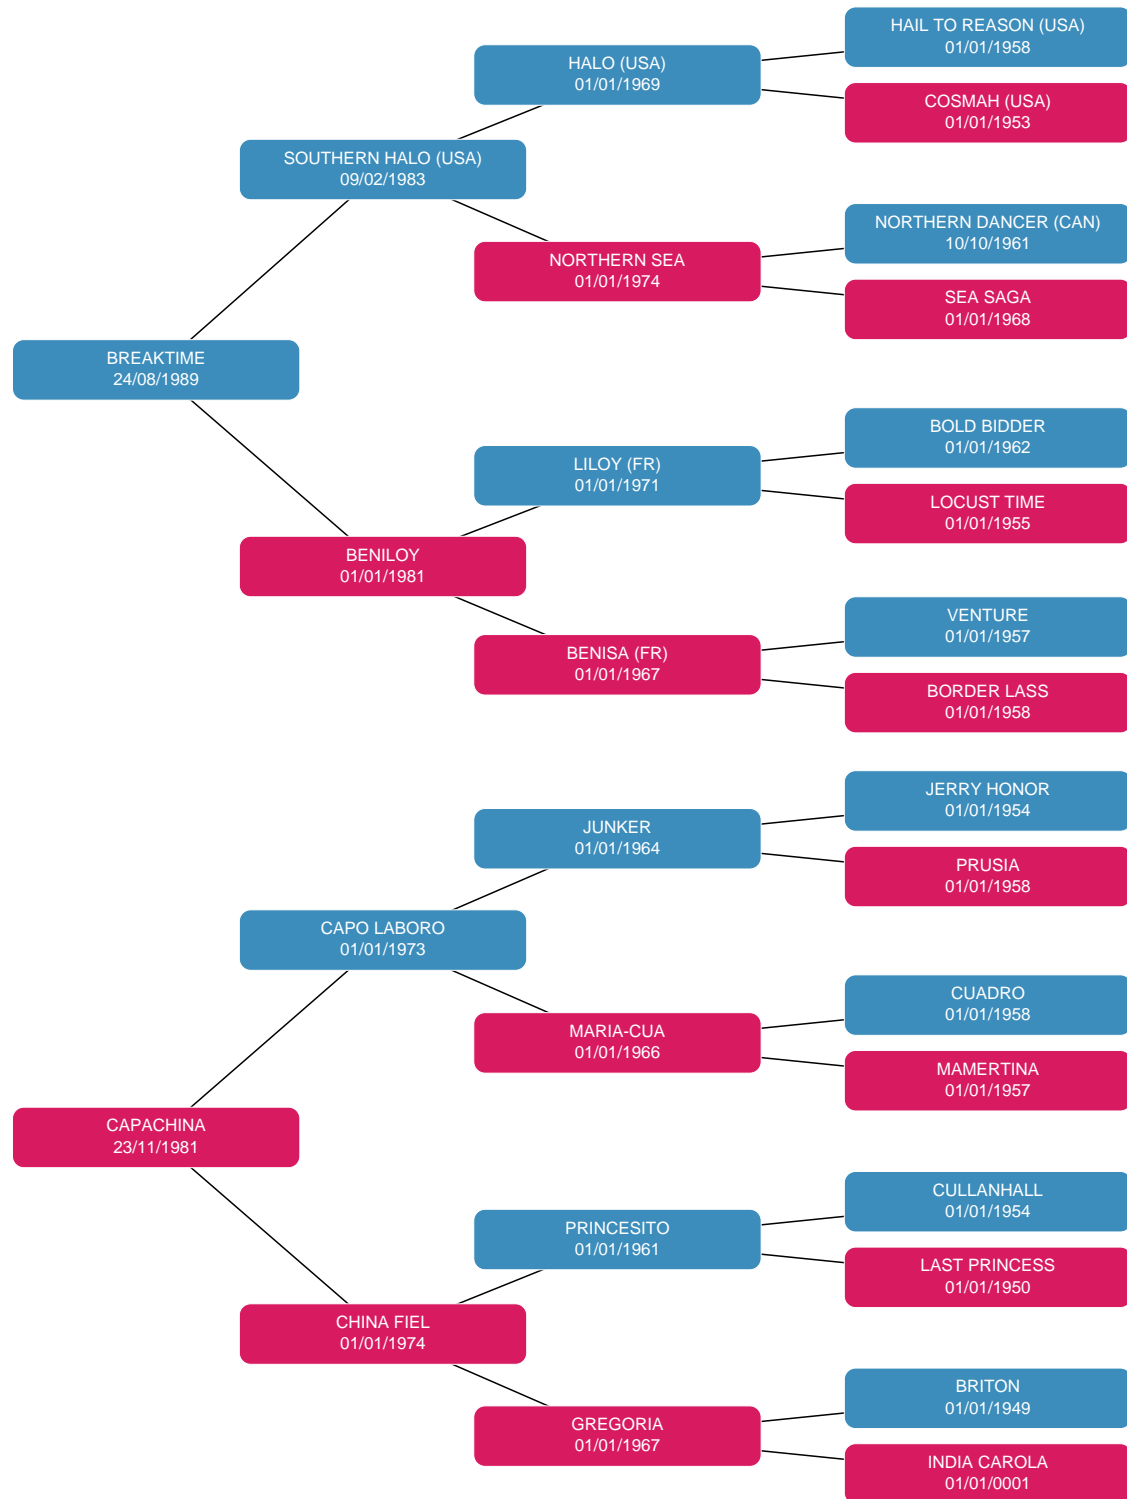 HAIL TO REASON (USA)
01/01/1958
HALO (USA)
01/01/1969
COSMAH (USA)
01/01/1953
SOUTHERN HALO (USA)
09/02/1983
NORTHERN DANCER (CAN)
10/10/1961
NORTHERN SEA
01/01/1974
SEA SAGA
01/01/1968
BREAKTIME
24/08/1989
BOLD BIDDER
01/01/1962
LILOY (FR)
01/01/1971
LOCUST TIME
01/01/1955
BENILOY
01/01/1981
VENTURE
01/01/1957
BENISA (FR)
01/01/1967
BORDER LASS
01/01/1958
JERRY HONOR
01/01/1954
JUNKER
01/01/1964
PRUSIA
01/01/1958
CAPO LABORO
01/01/1973
CUADRO
01/01/1958
MARIA-CUA
01/01/1966
MAMERTINA
01/01/1957
CAPACHINA
23/11/1981
CULLANHALL
01/01/1954
PRINCESITO
01/01/1961
LAST PRINCESS
01/01/1950
CHINA FIEL
01/01/1974
BRITON
01/01/1949
GREGORIA
01/01/1967
INDIA CAROLA
01/01/0001